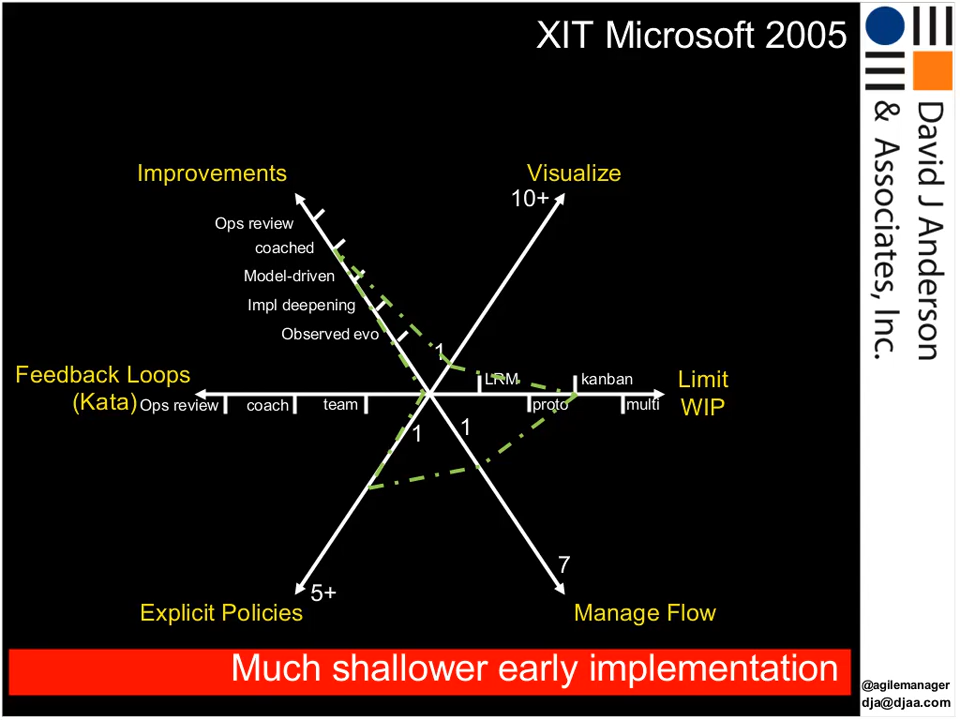 XIT Microsoft 2005
David J Anderson
& Associates, Inc.
Improvements
Visualize
10+
Ops review
coached
Model-driven
Impl deepening
Observed evo
1
Feedback Loops
(Kata)
Ops review
coach
team
LRM
kanban
proto
multi
Limit
WIP
1
1
5+
7
Explicit Policies
Manage Flow
Much shallower early implementation
@agilemanager
dja@djaa.com